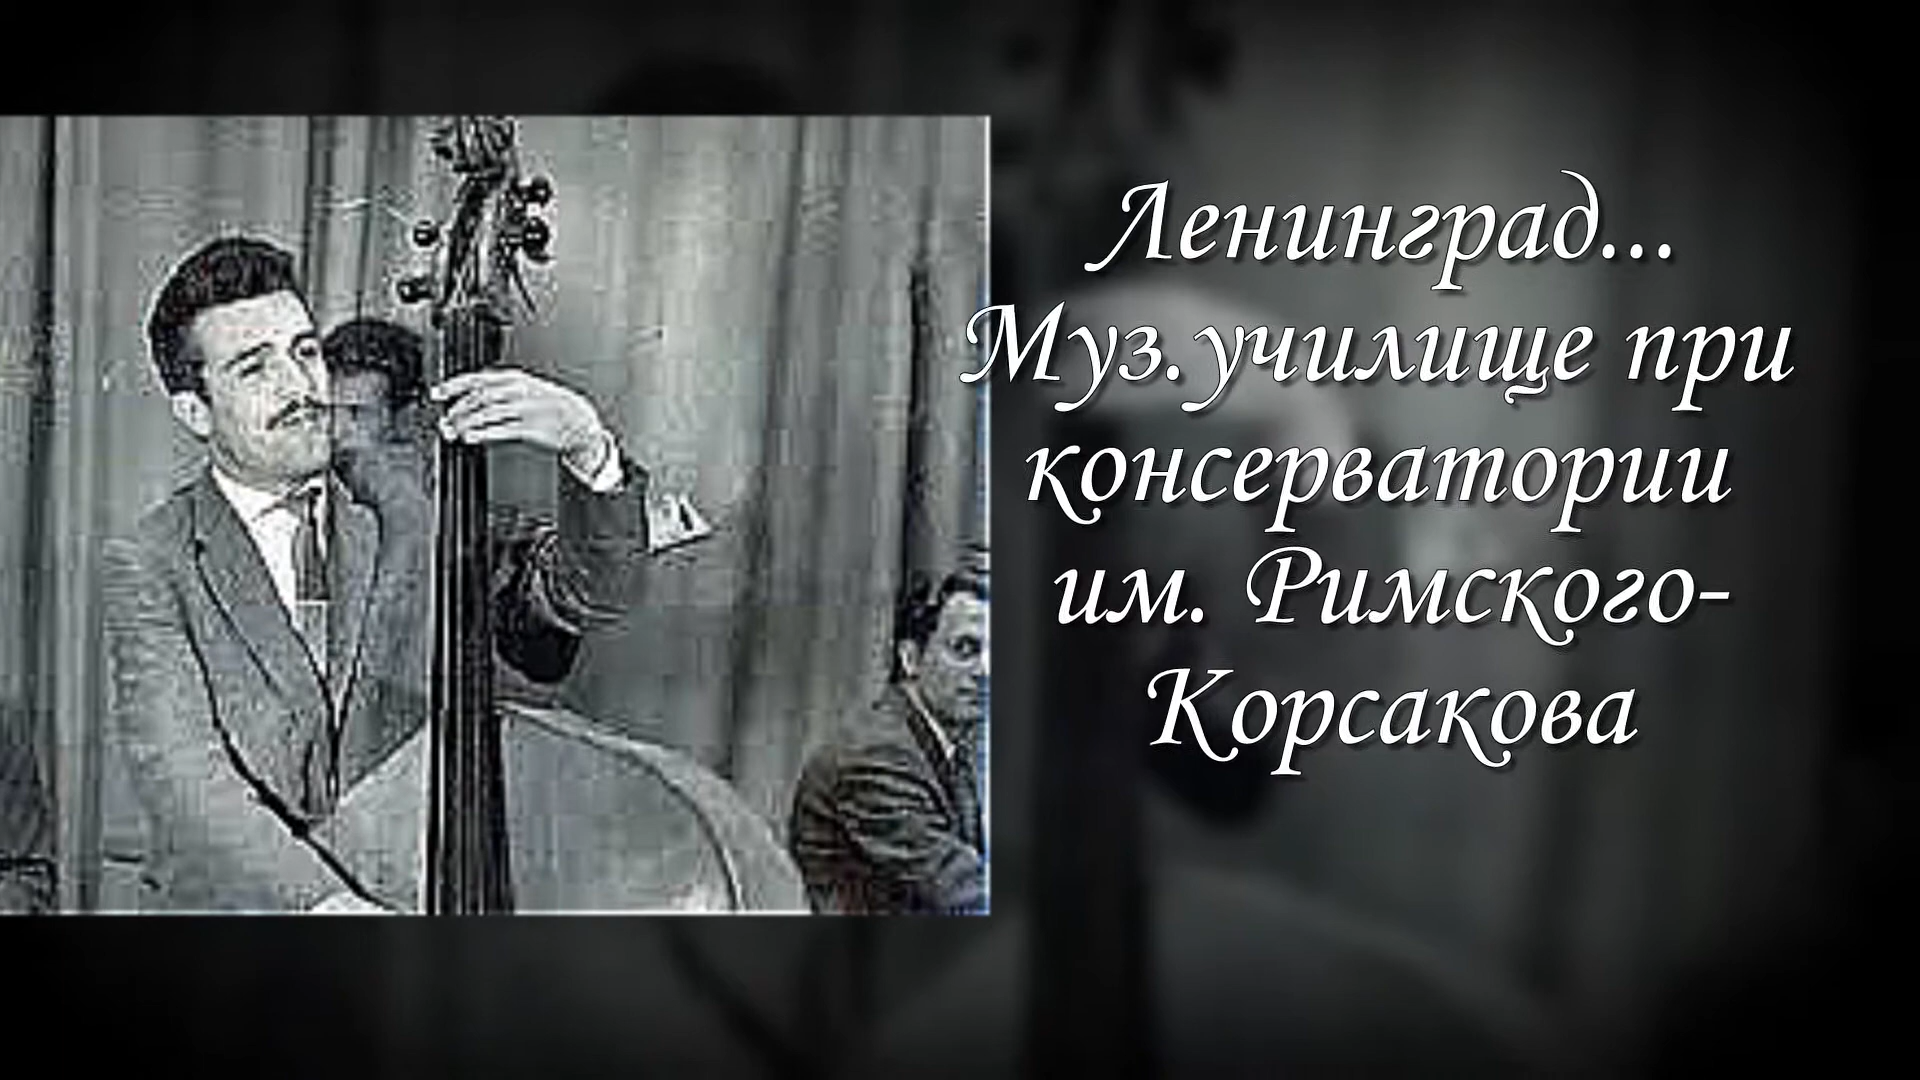 Ленинград...
Муз.училище при
консерватории
им. Римского-
Корсакова